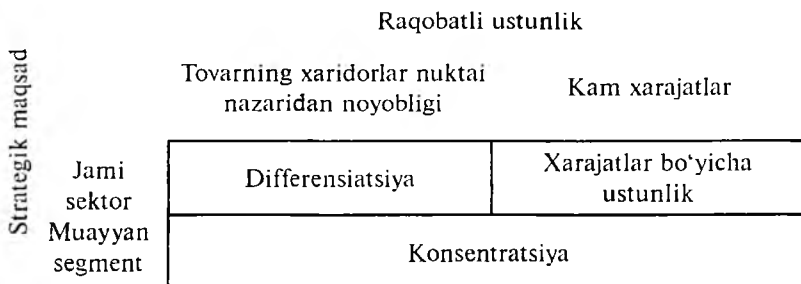 Raqobatli ustunlik
Strategik maqsad
Tovarning xaridorlar nuktai
nazaridan noyobligi
Kam xarajatlar
Jami
sektor
Differensiatsiya
Xarajatlar bo‘yicha
ustunlik
Muayyan
segment
Konsentratsiya